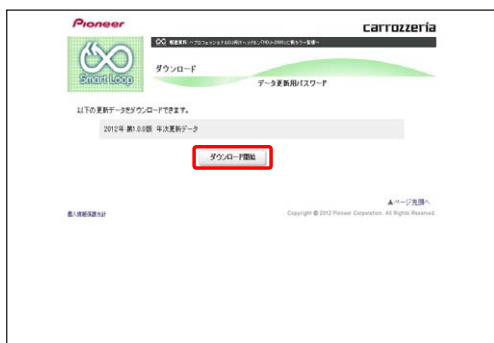 Pioneer
carrozzeria
Smart Loop
ダウンロード
データ更新用パスワード
以下の更新データをダウンロードできます。
2012年 第1.0.0版 年次更新データ
ダウンロード開始
▲ページ先頭へ
個人情報保護方針
Copyright © 2012 Pioneer Corporation. All Rights Reserved.